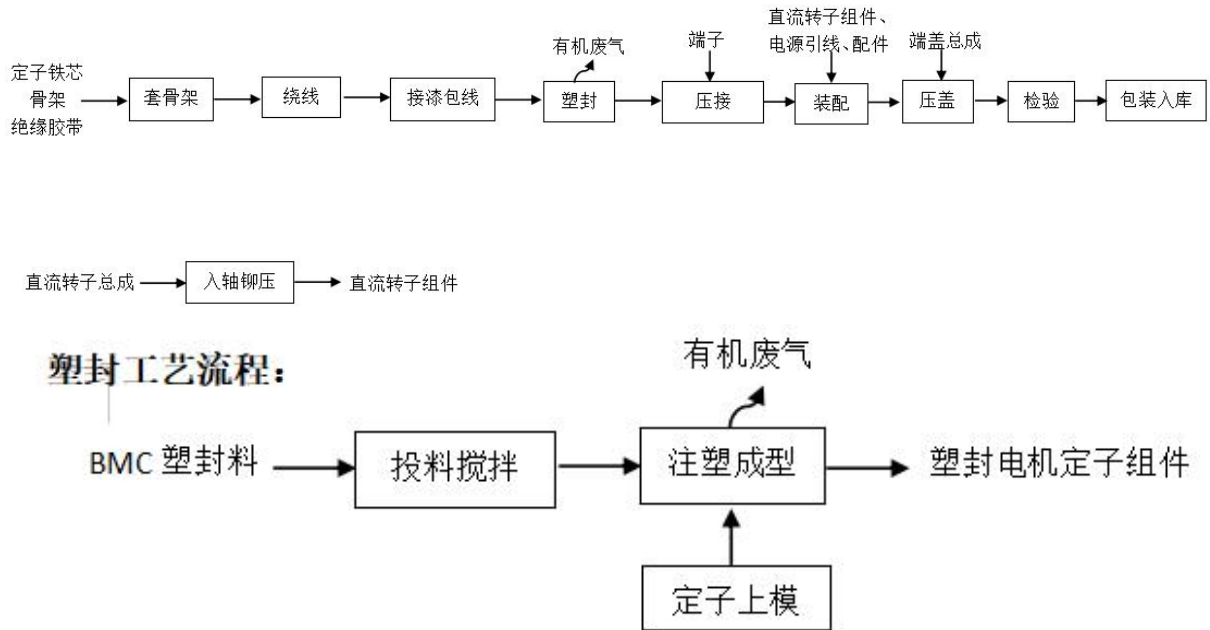 定子铁芯
骨架
绝缘胶带
套骨架
绕线
接漆包线
有机废气
塑封
端子
压接
直流转子组件、
电源引线、配件
装配
端盖总成
压盖
检验
包装入库
直流转子总成
入轴铆压
直流转子组件
塑封工艺流程：
BMC 塑封料
投料搅拌
有机废气
注塑成型
塑封电机定子组件
定子上模